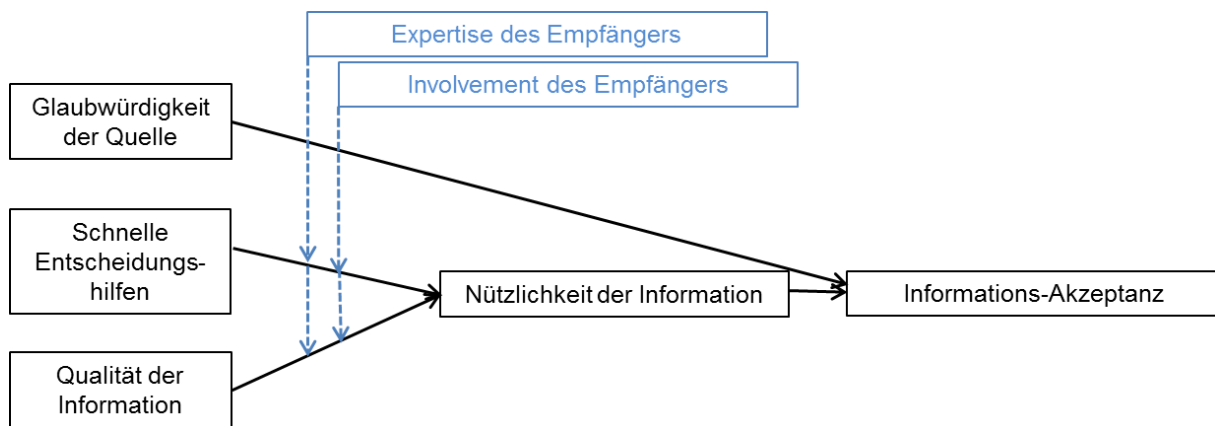 Expertise des Empfängers
Involvement des Empfängers
Glaubwürdigkeit
der Quelle
Schnelle
Entscheidungs-
hilfen
Nützlichkeit der Information
Informations-Akzeptanz
Qualität der
Information